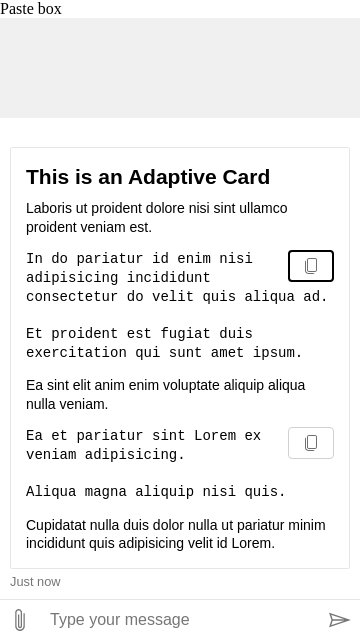 Paste box
This is an Adaptive Card
Laboris ut proident dolore nisi sint ullamco
proident veniam est.
In do pariatur id enim nisi
adipisicing incididunt
consectetur do velit quis aliqua ad.
Et proident est fugiat duis
exercitation qui sunt amet ipsum.
Ea sint elit anim enim voluptate aliquip aliqua
nulla veniam.
Ea et pariatur sint Lorem ex
veniam adipisicing.
Aliqua magna aliquip nisi quis.
Cupidatat nulla duis dolor nulla ut pariatur minim
incididunt quis adipisicing velit id Lorem.
Just now
Type your message